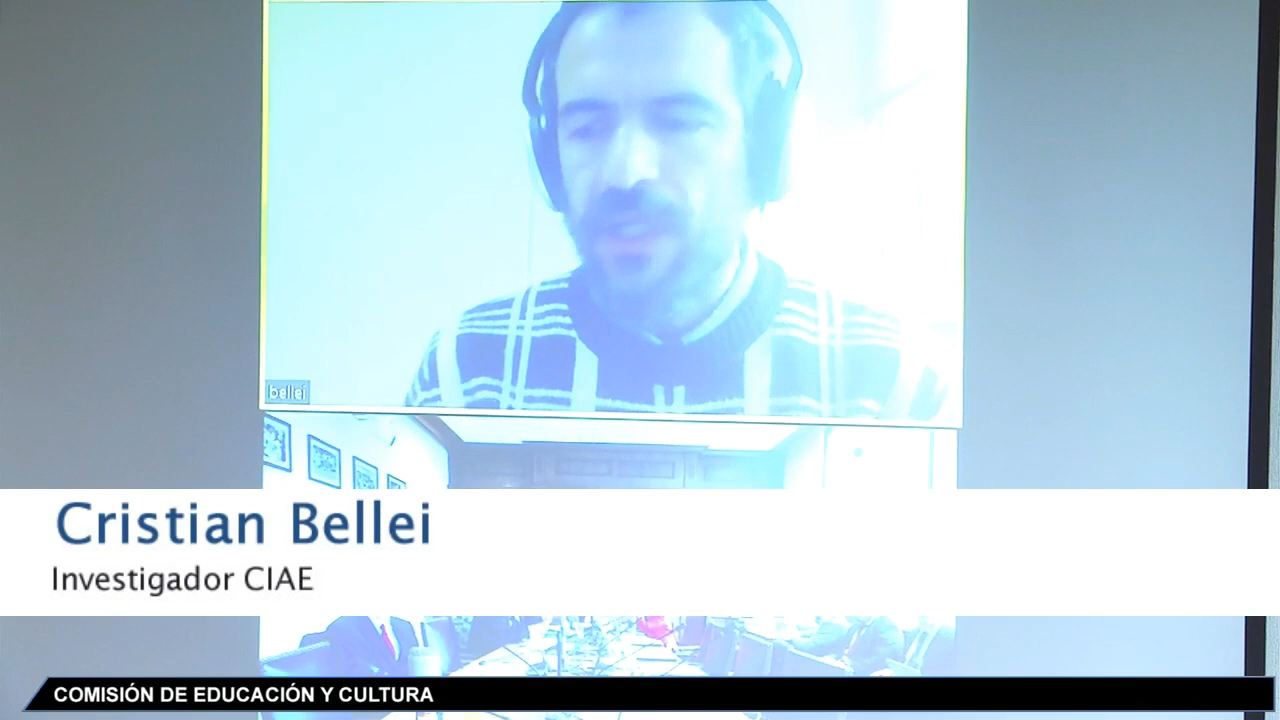 bellei
Cristian Bellei
Investigador CIAE
COMISIÓN DE EDUCACIÓN Y CULTURA